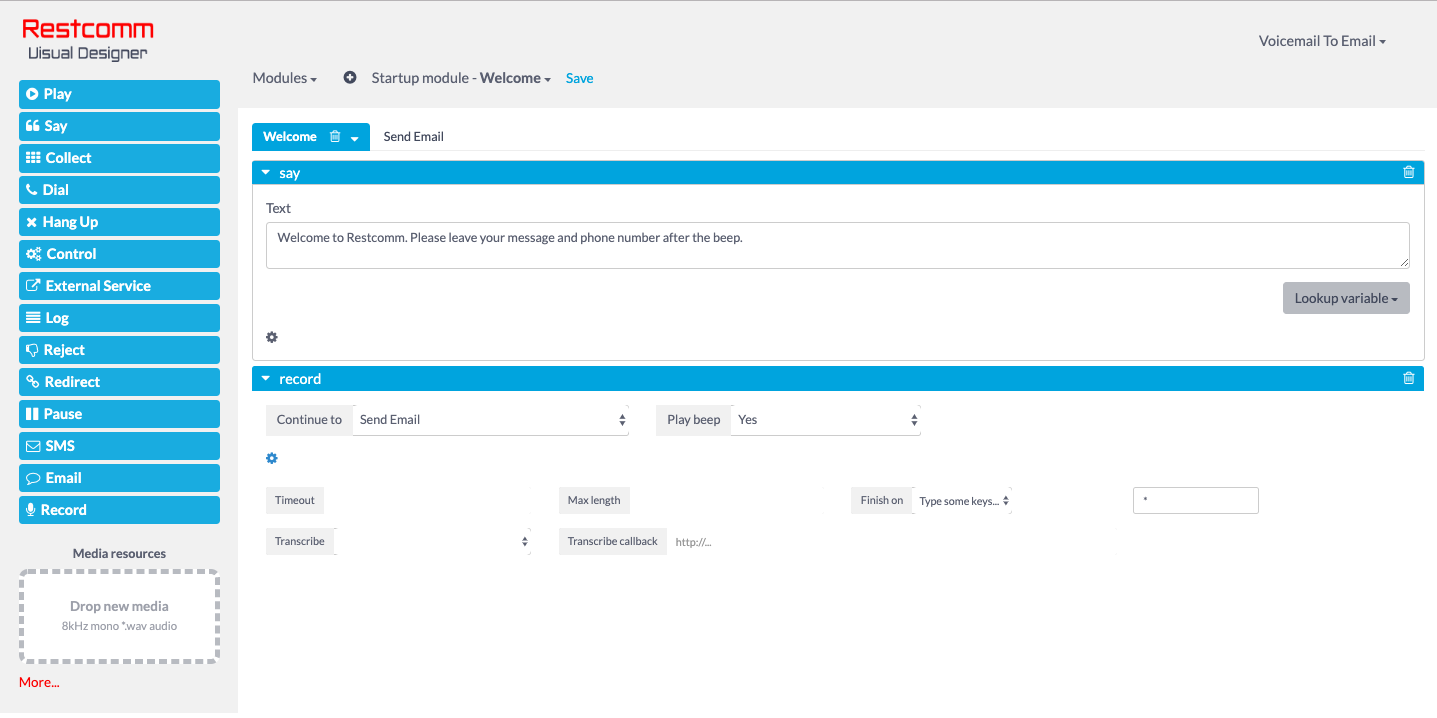 Restcomm
Visual Designer
Voicemail To Email
Modules
Startup module - Welcome
Save
Play
Say
Collect
Dial
Hang Up
Control
External Service
Log
Reject
Redirect
Pause
SMS
Email
Record
Media resources
Drop new media
8kHz mono *.wav audio
More...
Welcome
Send Email
say
Text
Welcome to Restcomm. Please leave your message and phone number after the beep.
Lookup variable
record
Continue to Send Email
Play beep Yes
Timeout
Max length
Finish on Type some keys...
*
Transcribe
Transcribe callback http://...